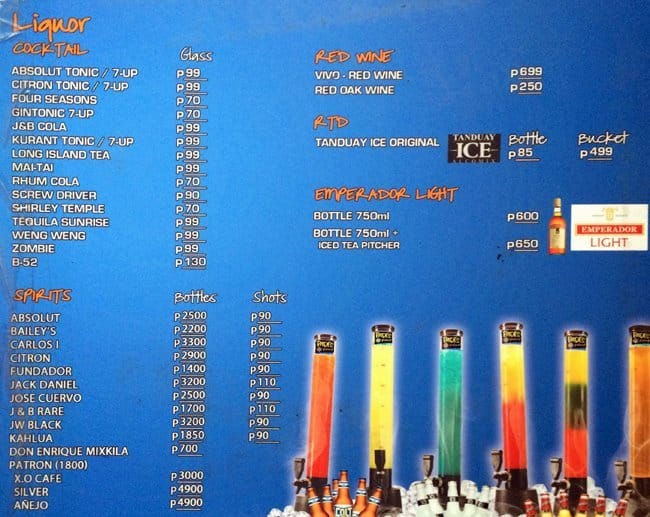 Liquor
COCKTAIL Glass
ABSOLUT TONIC / 7-UP P99
CITRON TONIC / 7-UP P99
FOUR SEASONS P70
GINTONIC 7-UP P99
J&B COLA P99
KURANT TONIC / 7-UP P99
LONG ISLAND TEA P99
MAI-TAI P99
RHUM COLA P70
SCREW DRIVER P90
SHIRLEY TEMPLE P70
TEQUILA SUNRISE P99
WENG WENG P99
ZOMBIE P99
B-52 P130
SPIRITS Bottles Shots
ABSOLUT P2500 P90
BAILEY'S P2200 P90
CARLOS I P3300 P90
CITRON P2900 P90
FUNDADOR P1400 P90
JACK DANIEL P3200 P110
JOSE CUERVO P2500 P90
J & B RARE P1700 P110
JW BLACK P3200 P90
KAHLUA P1850 P90
DON ENRIQUE MIXKILA P700
PATRON (1800)
X.O CAFE P3000
SILVER P4900
AÑEJO P4900
RED WINE
VIVO - RED WINE P699
RED OAK WINE P250
RTD
Bottle Bucket
TANDUAY ICE ORIGINAL TANDUAY ICE P85 P499
EMPERADOR LIGHT
BOTTLE 750ml P600
BOTTLE 750ml +
ICED TEA PITCHER P650
EMPERADOR
LIGHT
COLT